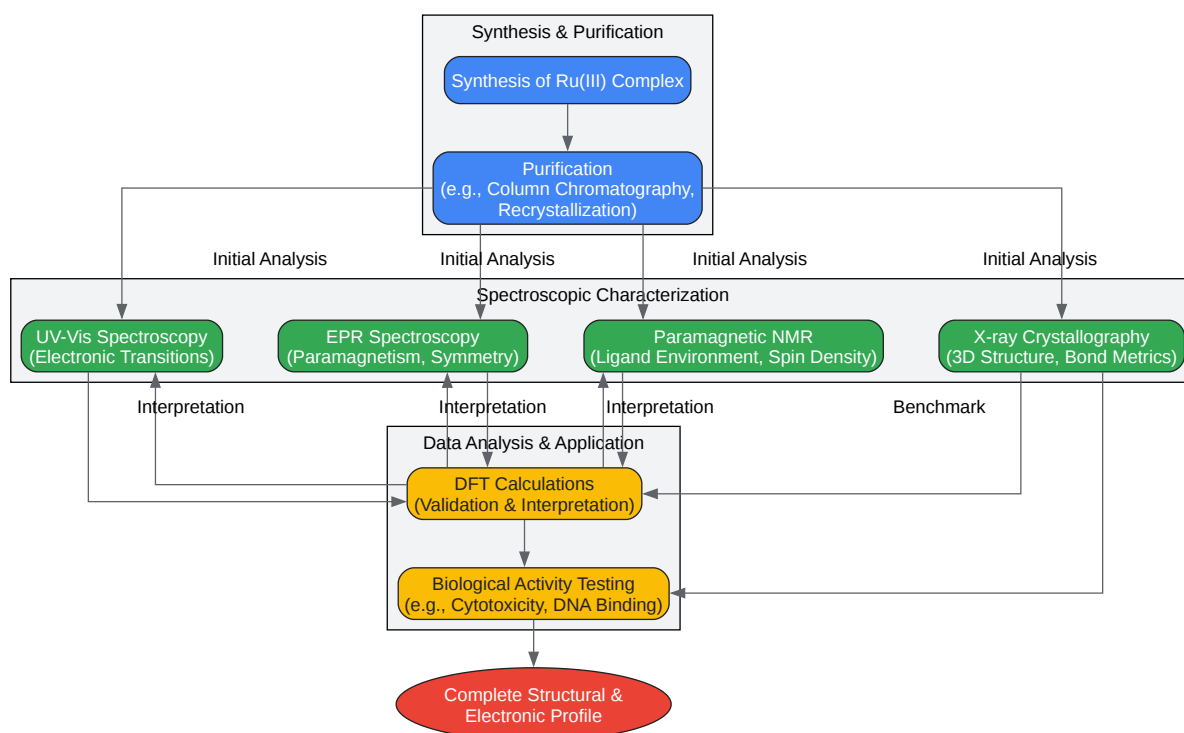 Synthesis & Purification
Synthesis of Ru(III) Complex
Purification
(e.g., Column Chromatography,
Recrystallization)
Initial Analysis
Initial Analysis
Initial Analysis
Initial Analysis
Spectroscopic Characterization
UV-Vis Spectroscopy
(Electronic Transitions)
EPR Spectroscopy
(Paramagnetism, Symmetry)
Paramagnetic NMR
(Ligand Environment, Spin Density)
X-ray Crystallography
(3D Structure, Bond Metrics)
Interpretation
Interpretation
Interpretation
Benchmark
Data Analysis & Application
DFT Calculations
(Validation & Interpretation)
Biological Activity Testing
(e.g., Cytotoxicity, DNA Binding)
Complete Structural &
Electronic Profile